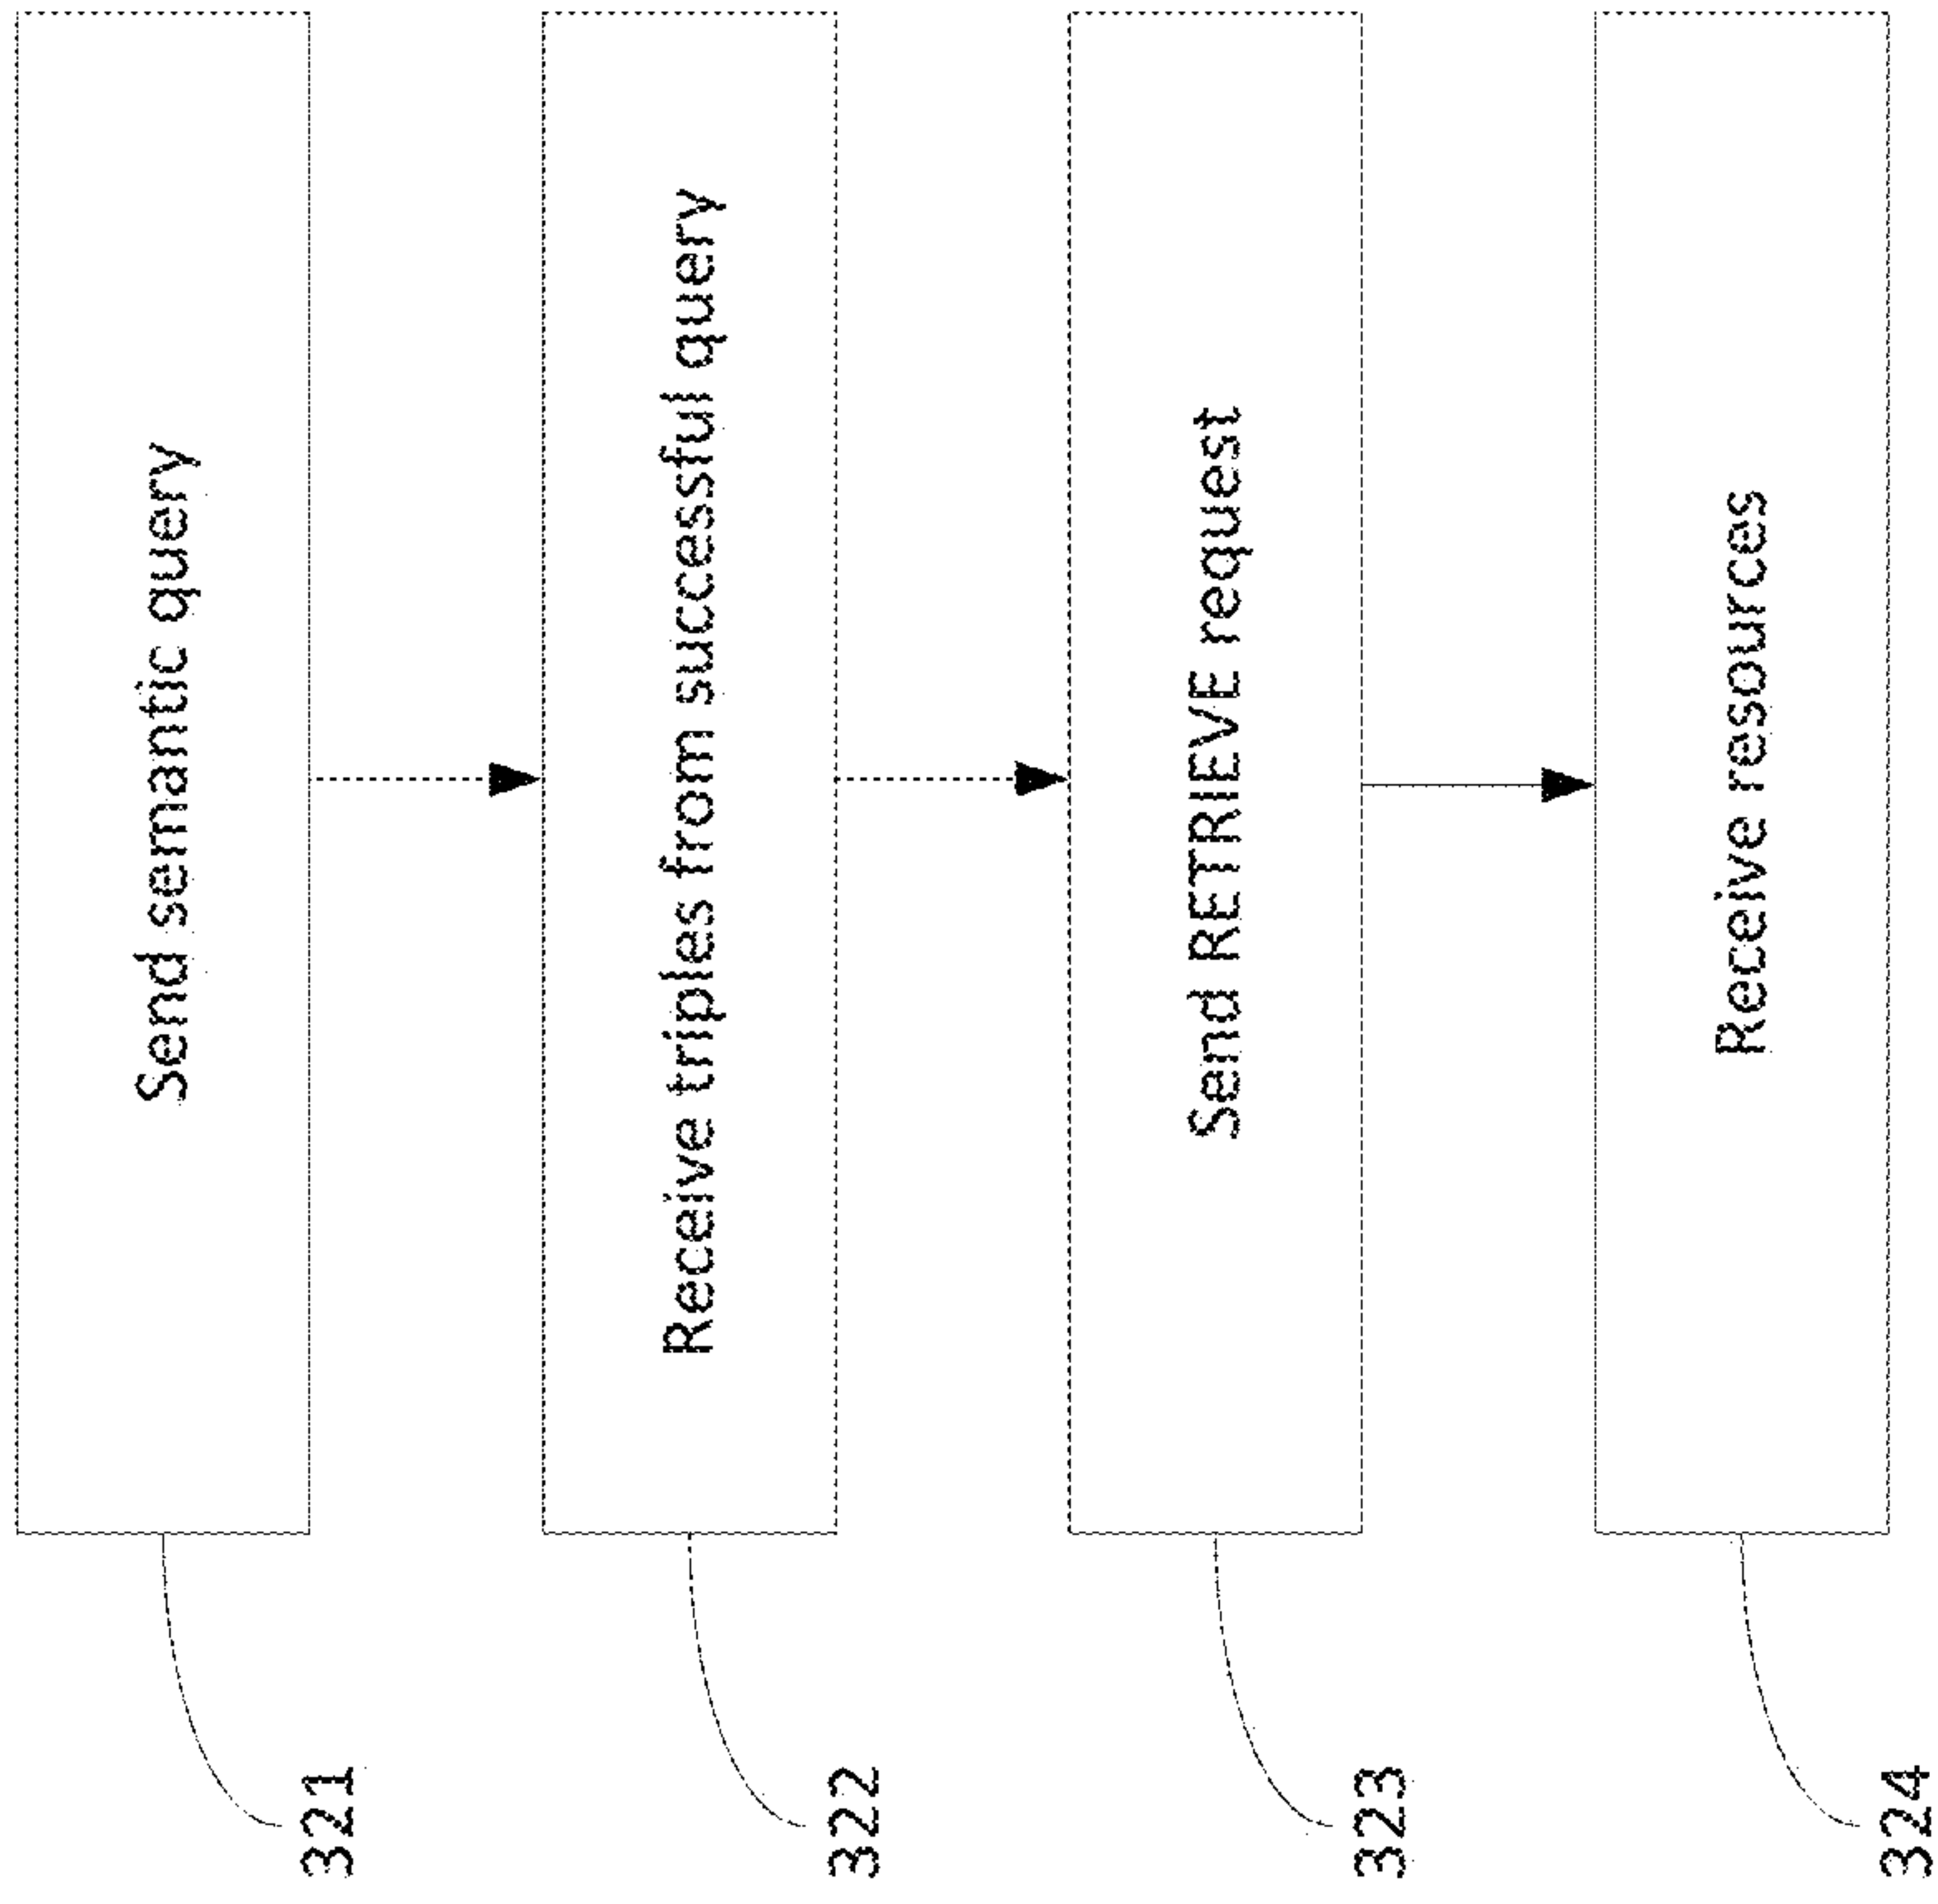 321
Send semantic query
322
Receive triples from successful query
323
Send RETRIEVE request
324
Receive resources